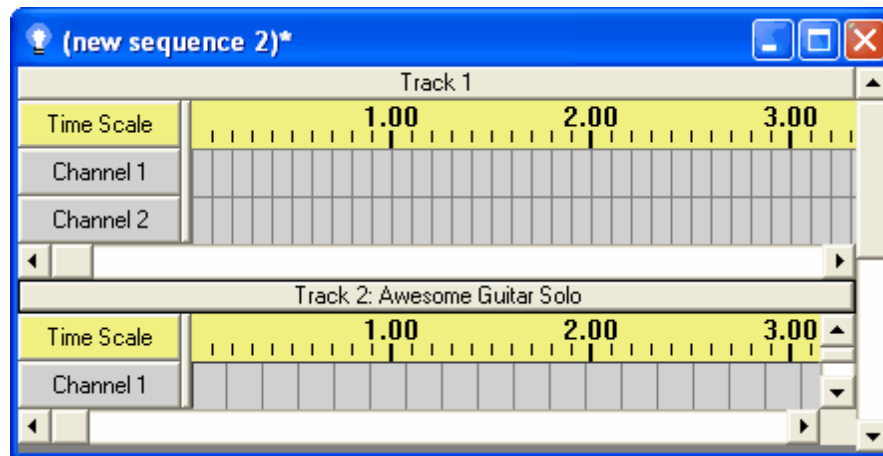 (new sequence 2)*
Track 1
Time Scale 1.00 2.00 3.00
Channel 1
Channel 2
Track 2: Awesome Guitar Solo
Time Scale 1.00 2.00 3.00
Channel 1